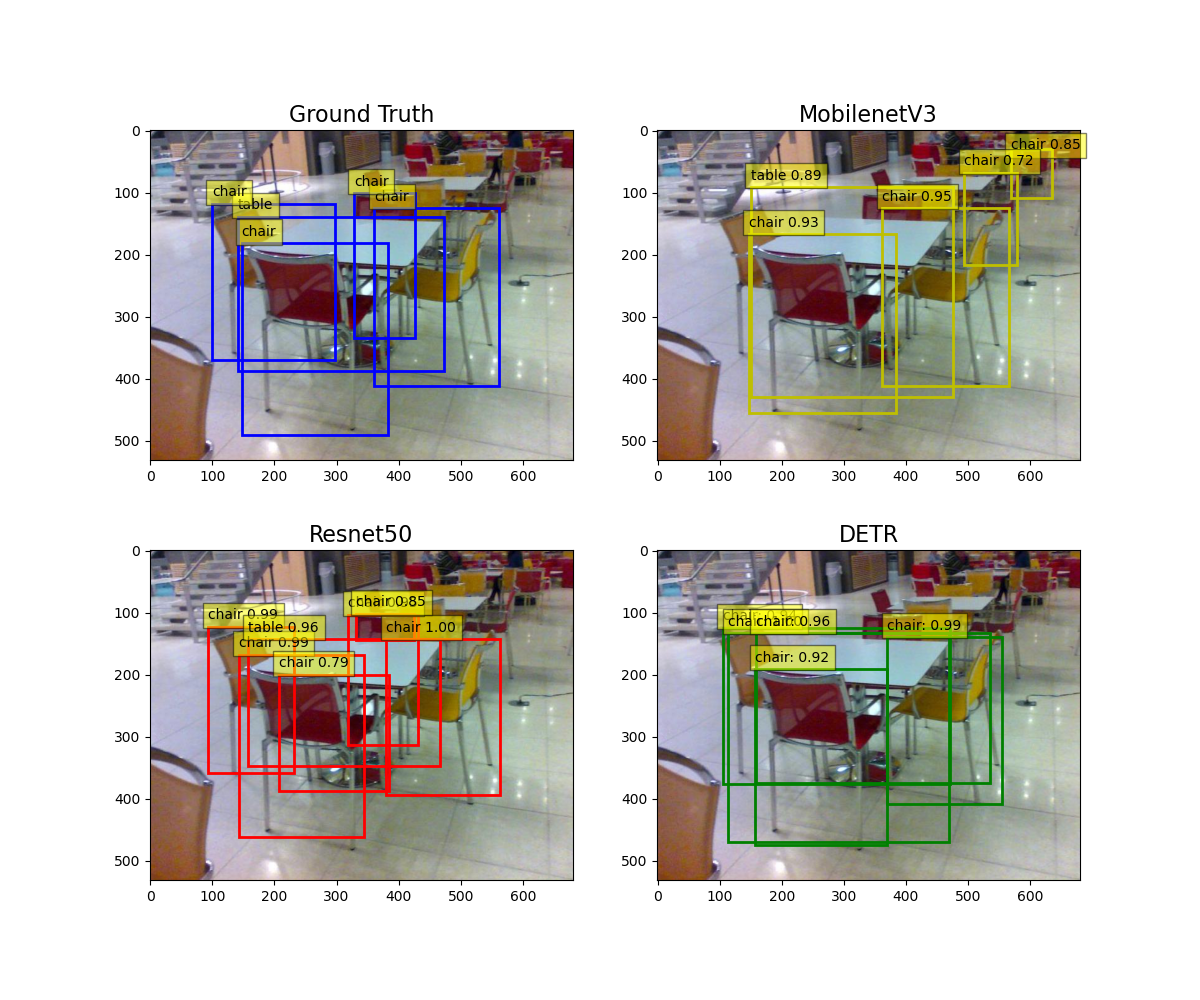 Ground Truth
0
100
200
300
400
500
0 100 200 300 400 500 600
chair
chair
chair
table
chair
MobilenetV3
0
100
200
300
400
500
0 100 200 300 400 500 600
chair 0.85
chair 0.72
table 0.89
chair 0.95
chair 0.93
Resnet50
0
100
200
300
400
500
0 100 200 300 400 500 600
chair 0.85
chair 0.99
table 0.96
chair 1.00
chair 0.99
chair 0.79
DETR
0
100
200
300
400
500
0 100 200 300 400 500 600
chair: 0.96
chair: 0.99
chair: 0.92